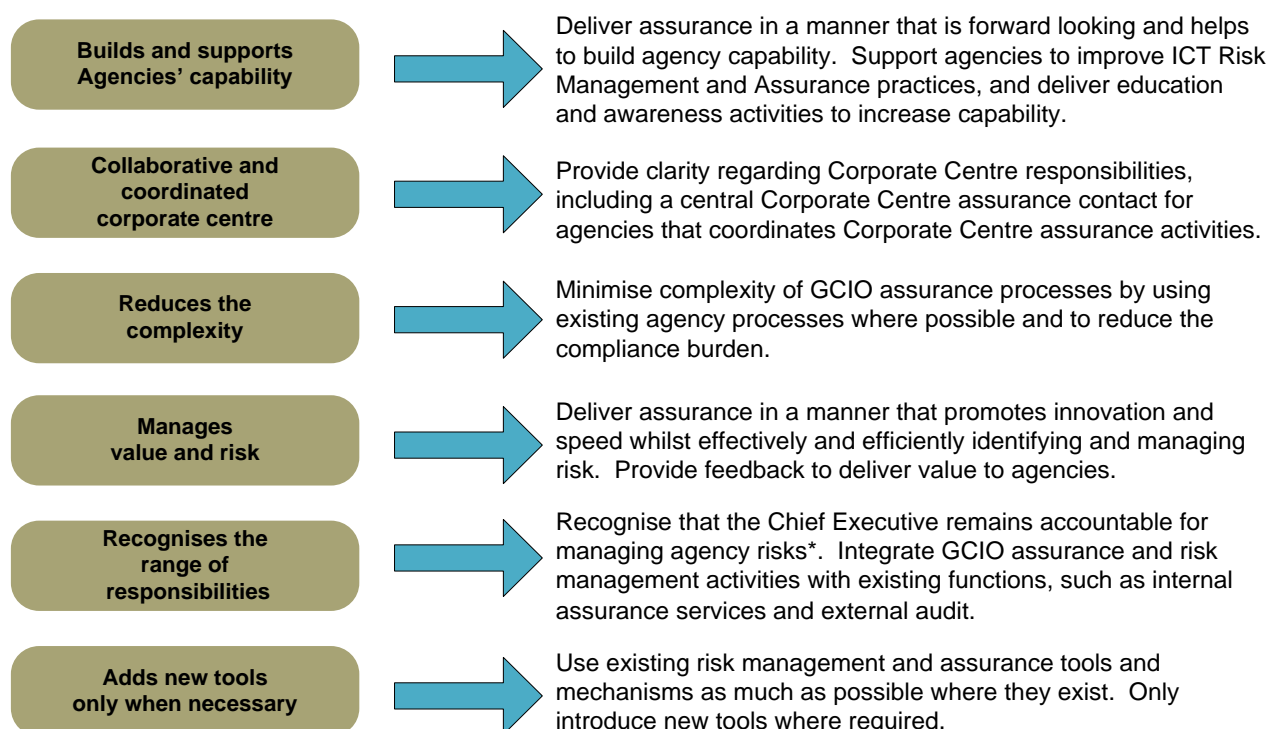 Builds and supports
Agencies’ capability
Deliver assurance in a manner that is forward looking and helps
to build agency capability.  Support agencies to improve ICT Risk
Management and Assurance practices, and deliver education
and awareness activities to increase capability.
Collaborative and
coordinated
corporate centre
Provide clarity regarding Corporate Centre responsibilities,
including a central Corporate Centre assurance contact for
agencies that coordinates Corporate Centre assurance activities.
Reduces the
complexity
Minimise complexity of GCIO assurance processes by using
existing agency processes where possible and to reduce the
compliance burden.
Manages
value and risk
Deliver assurance in a manner that promotes innovation and
speed whilst effectively and efficiently identifying and managing
risk.  Provide feedback to deliver value to agencies.
Recognises the
range of
responsibilities
Recognise that the Chief Executive remains accountable for
managing agency risks*.  Integrate GCIO assurance and risk
management activities with existing functions, such as internal
assurance services and external audit.
Adds new tools
only when necessary
Use existing risk management and assurance tools and
mechanisms as much as possible where they exist.  Only
introduce new tools where required.